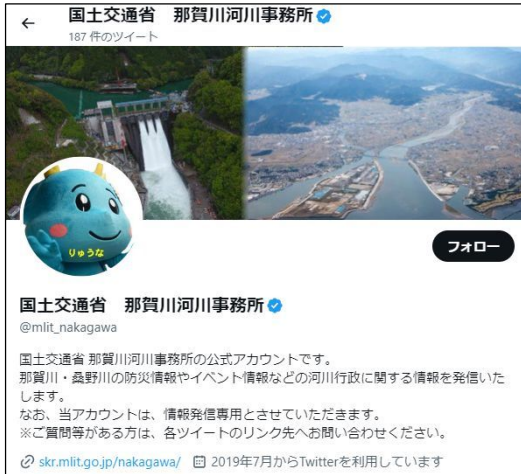 国土交通省　那賀川河川事務所
187 件のツイート
りゅうな
フォロー
国土交通省　那賀川河川事務所
@mlit_nakagawa
国土交通省 那賀川河川事務所の公式アカウントです。
那賀川・桑野川の防災情報やイベント情報などの河川行政に関する情報を発信いた
します。
なお、当アカウントは、情報発信専用とさせていただきます。
※ご質問等がある方は、各ツイートのリンク先へお問い合わせください。
skr.mlit.go.jp/nakagawa/ 2019年7月からTwitterを利用しています